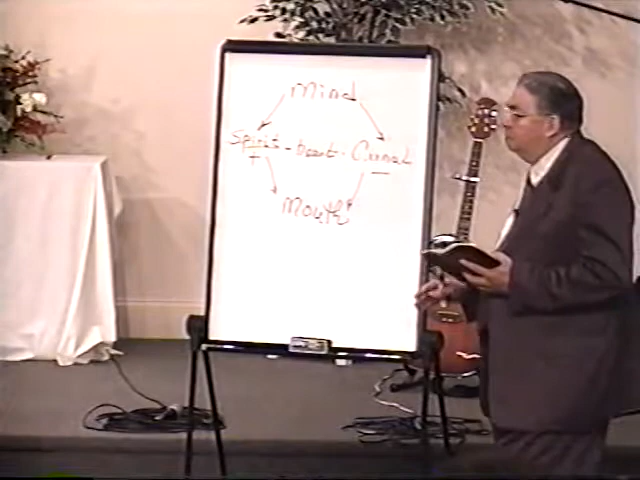 Mind
Spirit - heart - Carnal
+ —
Mouth